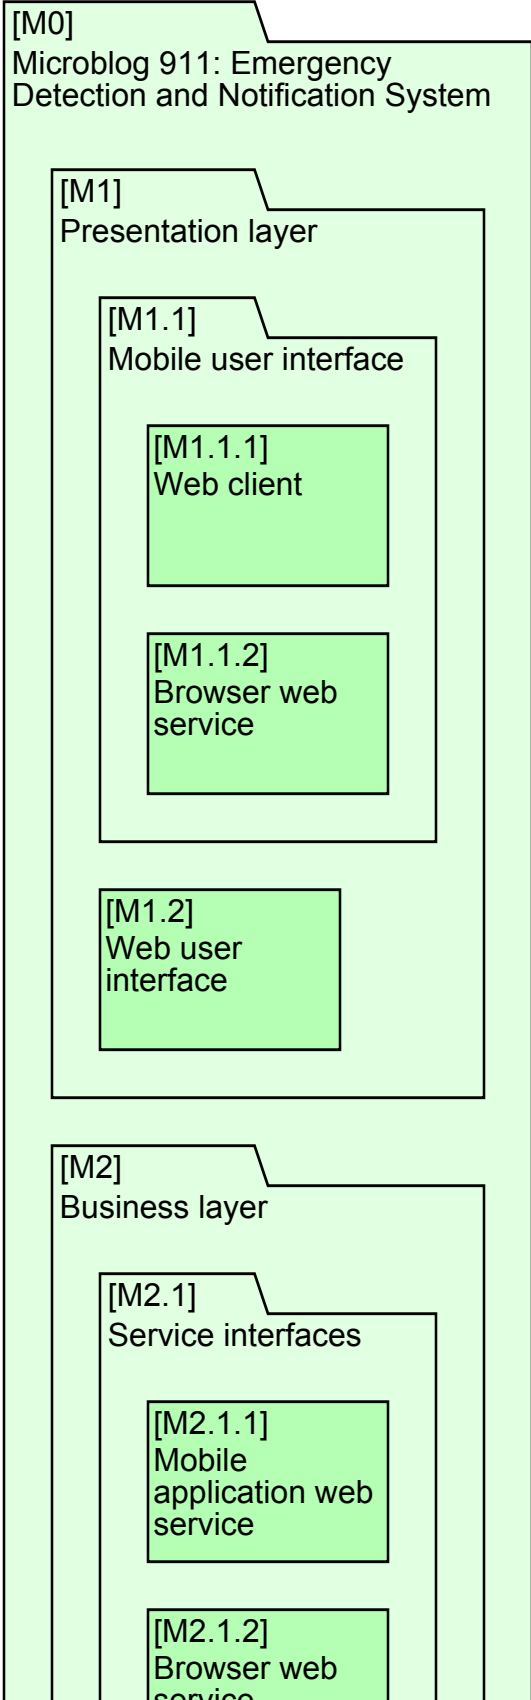 [M0]
Microblog 911: Emergency
Detection and Notification System
[M1]
Presentation layer
[M1.1]
Mobile user interface
[M1.1.1]
Web client
[M1.1.2]
Browser web
service
[M1.2]
Web user
interface
[M2]
Business layer
[M2.1]
Service interfaces
[M2.1.1]
Mobile
application web
service
[M2.1.2]
Browser web
service